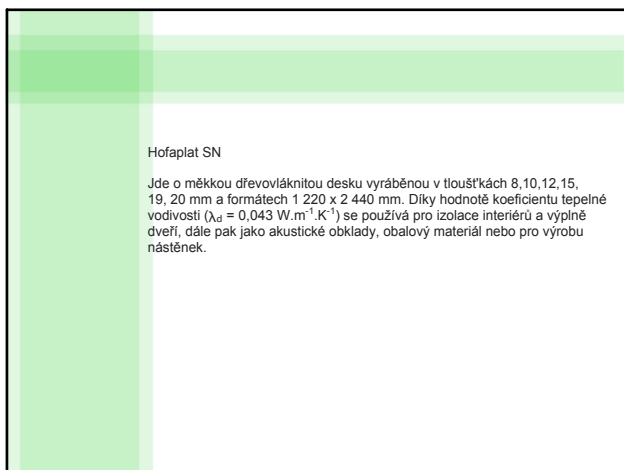 Hofaplat SN
Jde o měkkou dřevovláknitou desku vyráběnou v tloušťkách 8,10,12,15,
19, 20 mm a formátech 1 220 x 2 440 mm. Díky hodnotě koeficientu tepelné
vodivosti (λd = 0,043 W.m⁻¹.K⁻¹) se používá pro izolace interiérů a výplně
dveří, dále pak jako akustické obklady, obalový materiál nebo pro výrobu
nástěnek.